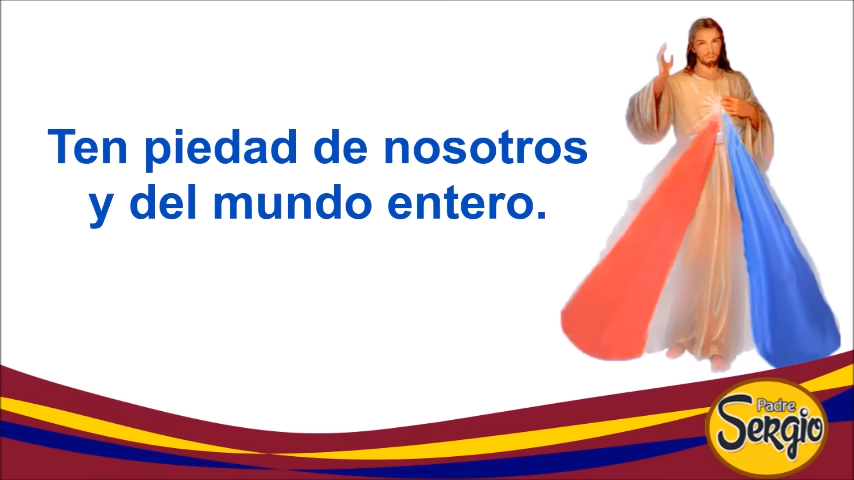 Ten piedad de nosotros
y del mundo entero.
Padre
Sergio